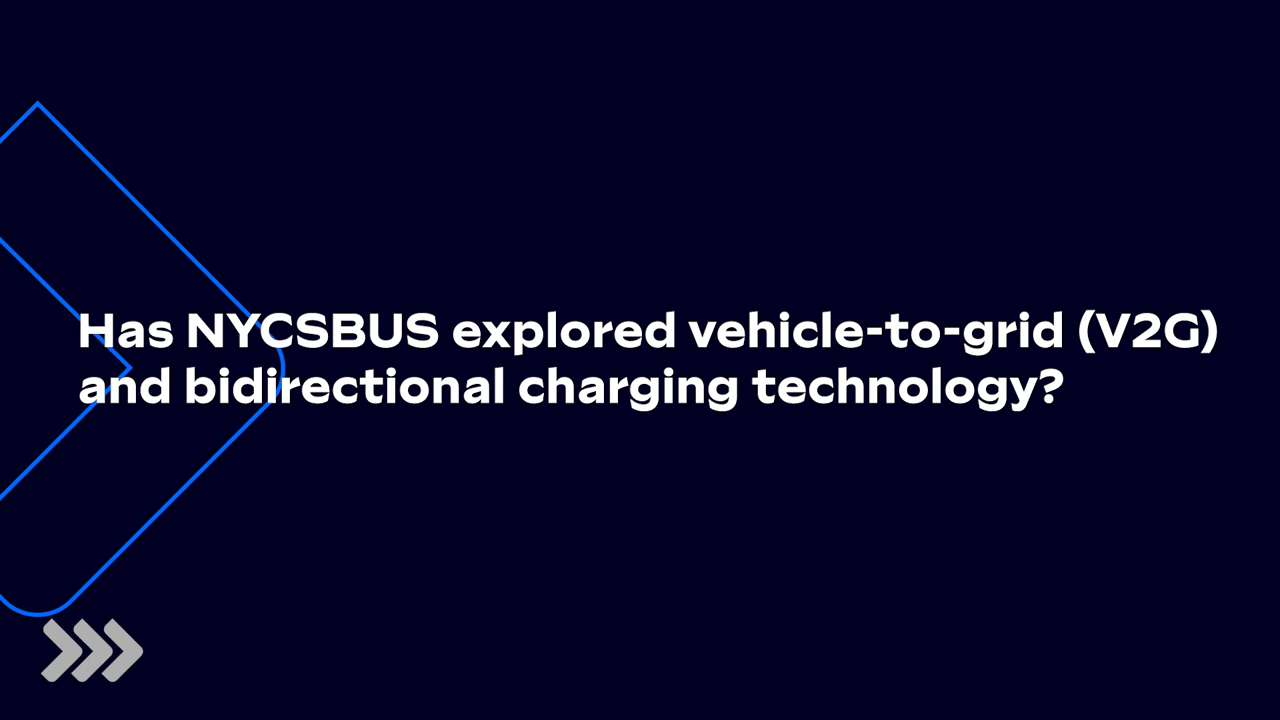 Has NYCSBUS explored vehicle-to-grid (V2G)
and bidirectional charging technology?